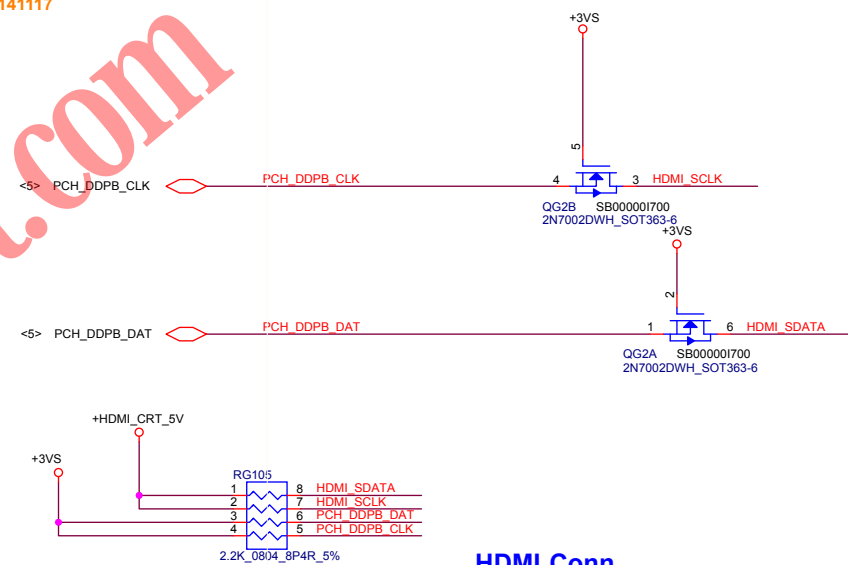 141117
.com
+3VS
5
<5> PCH_DDPB_CLK PCH_DDPB_CLK 4 3 HDMI_SCLK
QG2B SB00000I700
2N7002DWH_SOT363-6
+3VS
2
<5> PCH_DDPB_DAT PCH_DDPB_DAT 1 6 HDMI_SDATA
QG2A SB00000I700
2N7002DWH_SOT363-6
+HDMI_CRT_5V
+3VS
RG105
1 8 HDMI_SDATA
2 7 HDMI_SCLK
3 6 PCH_DDPB_DAT
4 5 PCH_DDPB_CLK
2.2K_0804_8P4R_5%
HDMI Conn